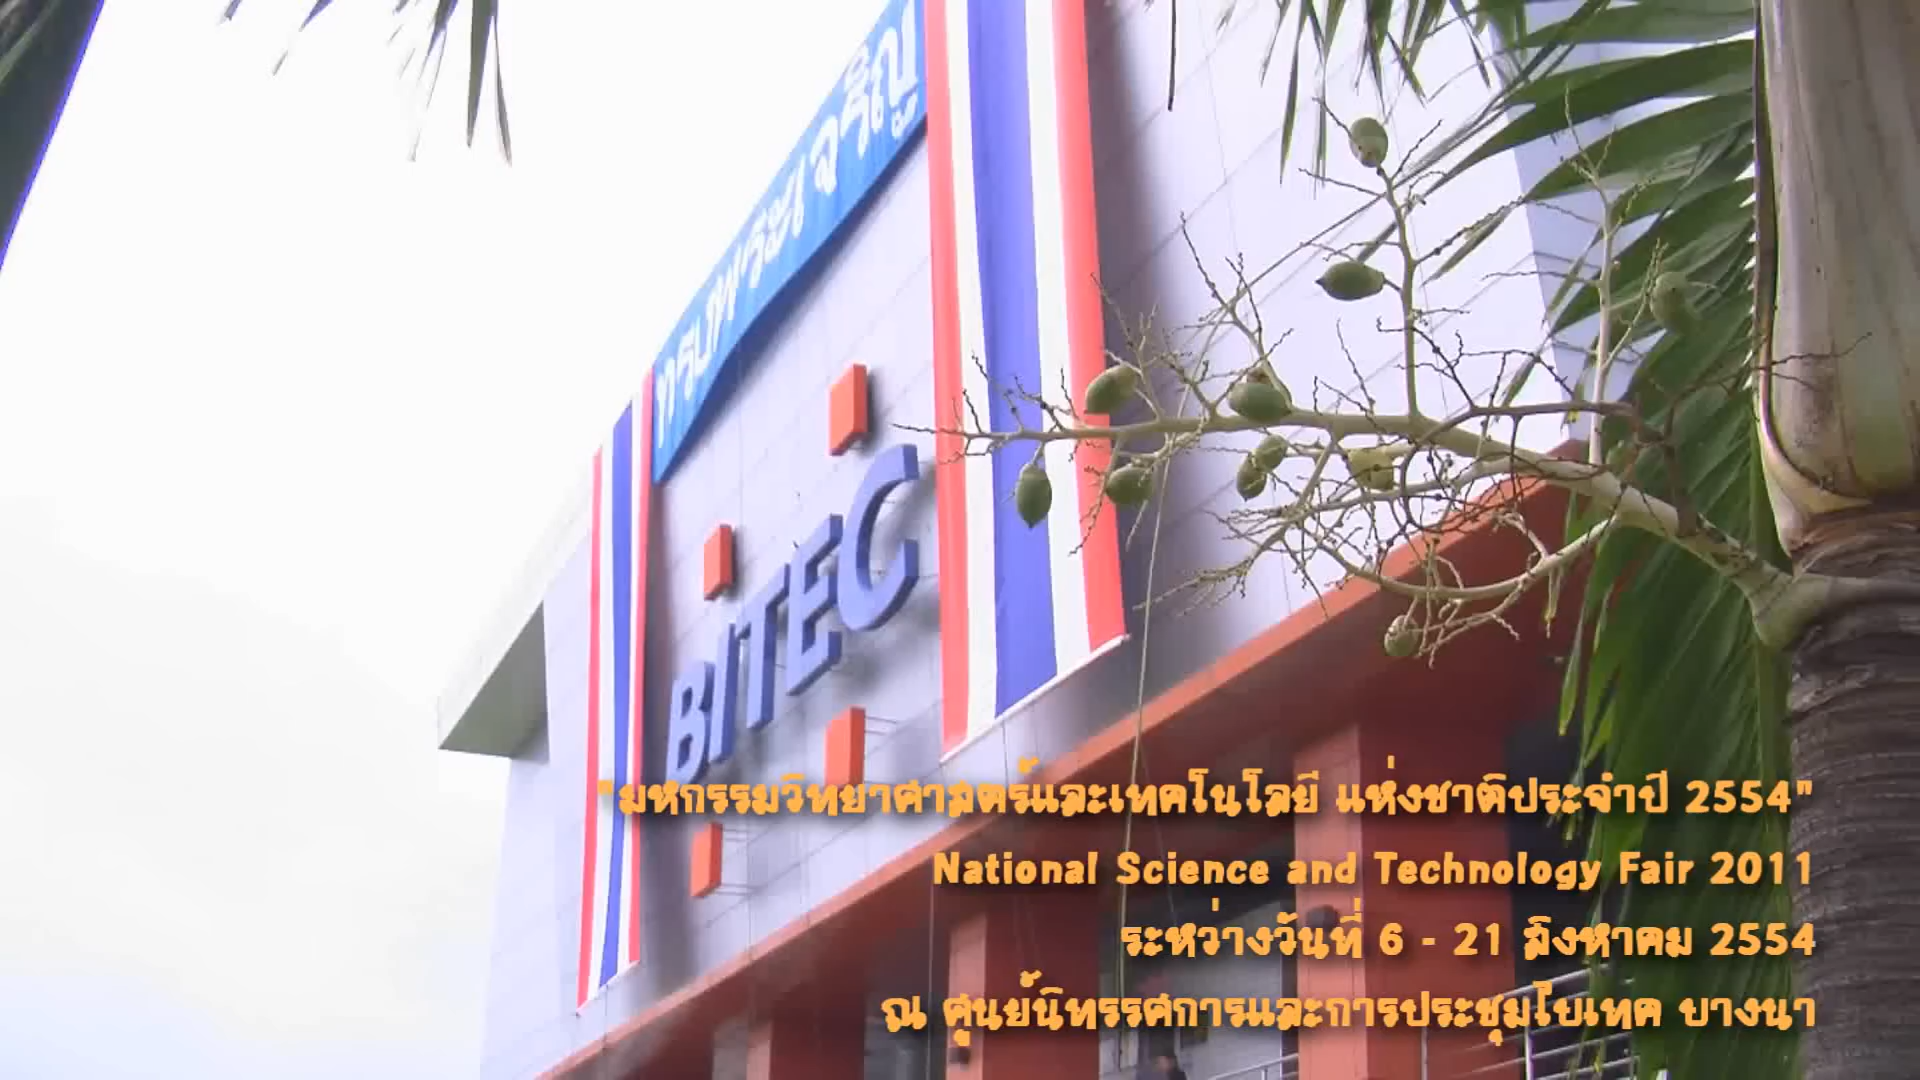 ทรงพระเจริญ
BITEC
"มหกรรมวิทยาศาสตร์และเทคโนโลยี แห่งชาติประจำปี 2554"
National Science and Technology Fair 2011
ระหว่างวันที่ 6 - 21 สิงหาคม 2554
ณ ศูนย์นิทรรศการและการประชุมไบเทค บางนา